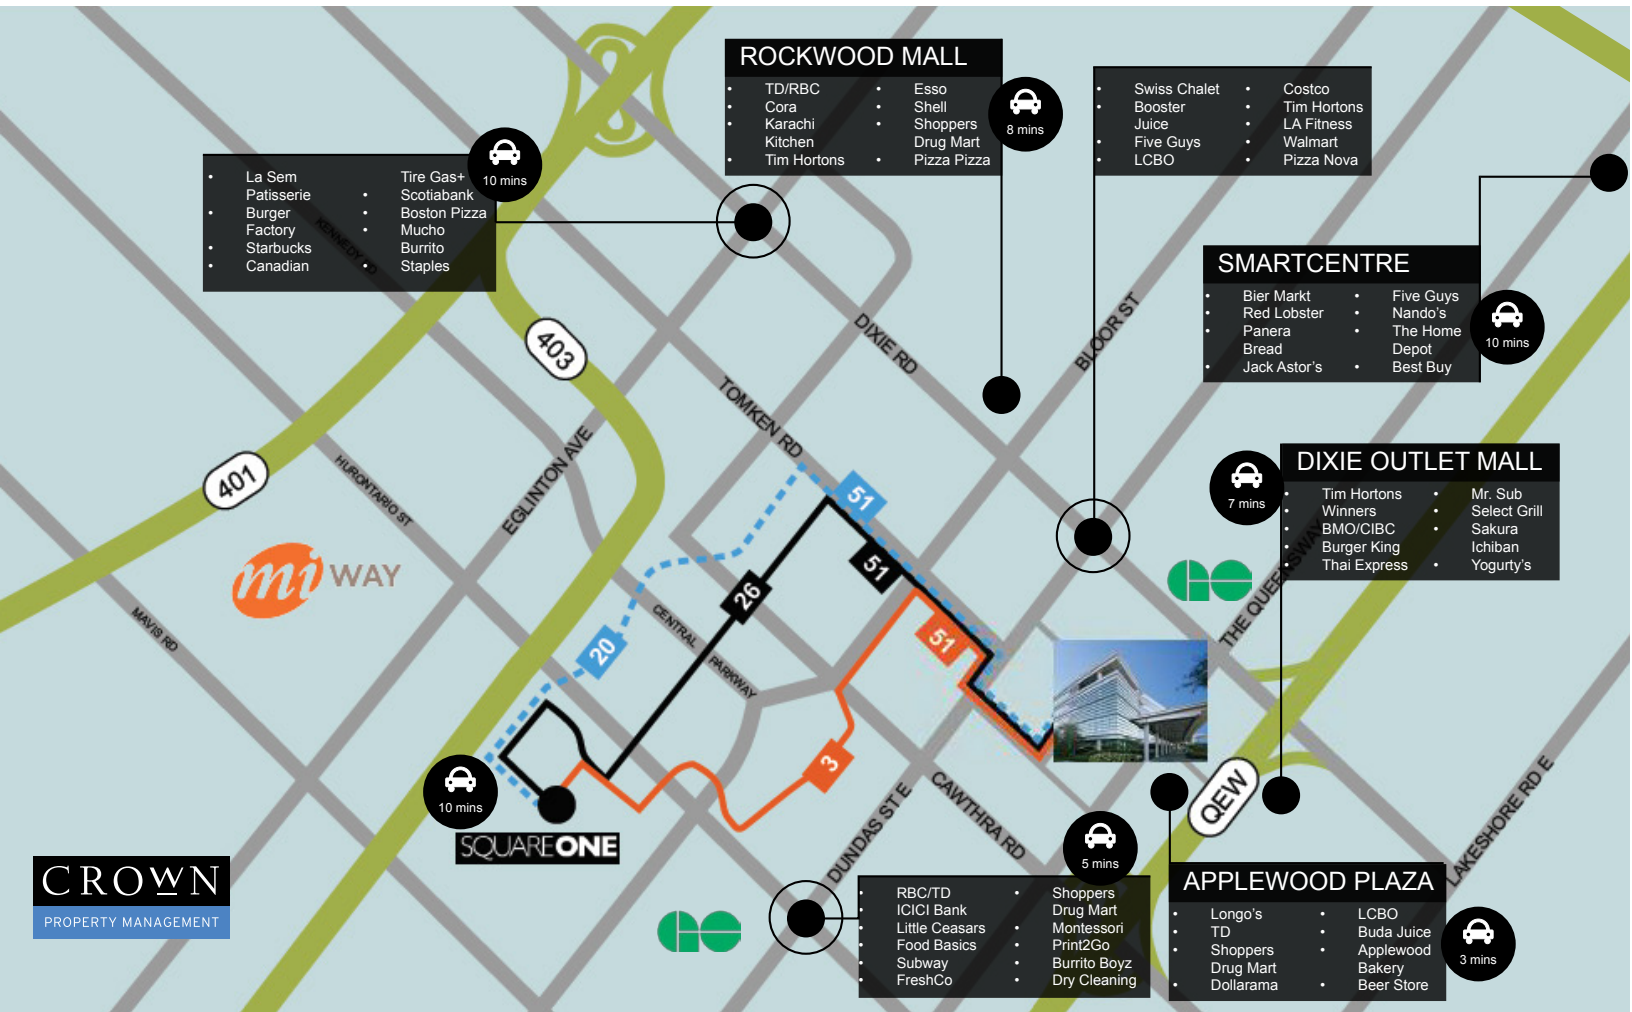 ROCKWOOD MALL
• TD/RBC
• Cora
• Karachi
Kitchen
• Tim Hortons
• Esso
• Shell
• Shoppers
Drug Mart
• Pizza Pizza
8 mins
• Swiss Chalet
• Booster
Juice
• Five Guys
• LCBO
• Costco
• Tim Hortons
• LA Fitness
• Walmart
• Pizza Nova
• La Sem
Patisserie
• Burger
Factory
• Starbucks
• Canadian
Tire Gas+
• Scotiabank
• Boston Pizza
• Mucho
Burrito
• Staples
10 mins
SMARTCENTRE
• Bier Markt
• Red Lobster
• Panera
Bread
• Jack Astor's
• Five Guys
• Nando's
• The Home
Depot
• Best Buy
10 mins
DIXIE OUTLET MALL
• Tim Hortons
• Winners
• BMO/CIBC
• Burger King
• Thai Express
• Mr. Sub
• Select Grill
• Sakura
Ichiban
• Yogurty's
7 mins
KENNEDY RD
403
DIXIE RD
BLOOR ST
TOMKEN RD
401
HURONTARIO ST
EGLINTON AVE
51
51
51
26
20
3
mi WAY
MAVIS RD
CENTRAL
PARKWAY
THE QUEENSWAY
GO
QEW
10 mins
SQUAREONE
DUNDAS ST E
CAWTHRA RD
LAKESHORE RD E
CROWN
PROPERTY MANAGEMENT
GO
5 mins
• RBC/TD
• ICICI Bank
• Little Ceasars
• Food Basics
• Subway
• FreshCo
• Shoppers
Drug Mart
• Montessori
• Print2Go
• Burrito Boyz
• Dry Cleaning
APPLEWOOD PLAZA
• Longo's
• TD
• Shoppers
Drug Mart
• Dollarama
• LCBO
• Buda Juice
• Applewood
Bakery
• Beer Store
3 mins